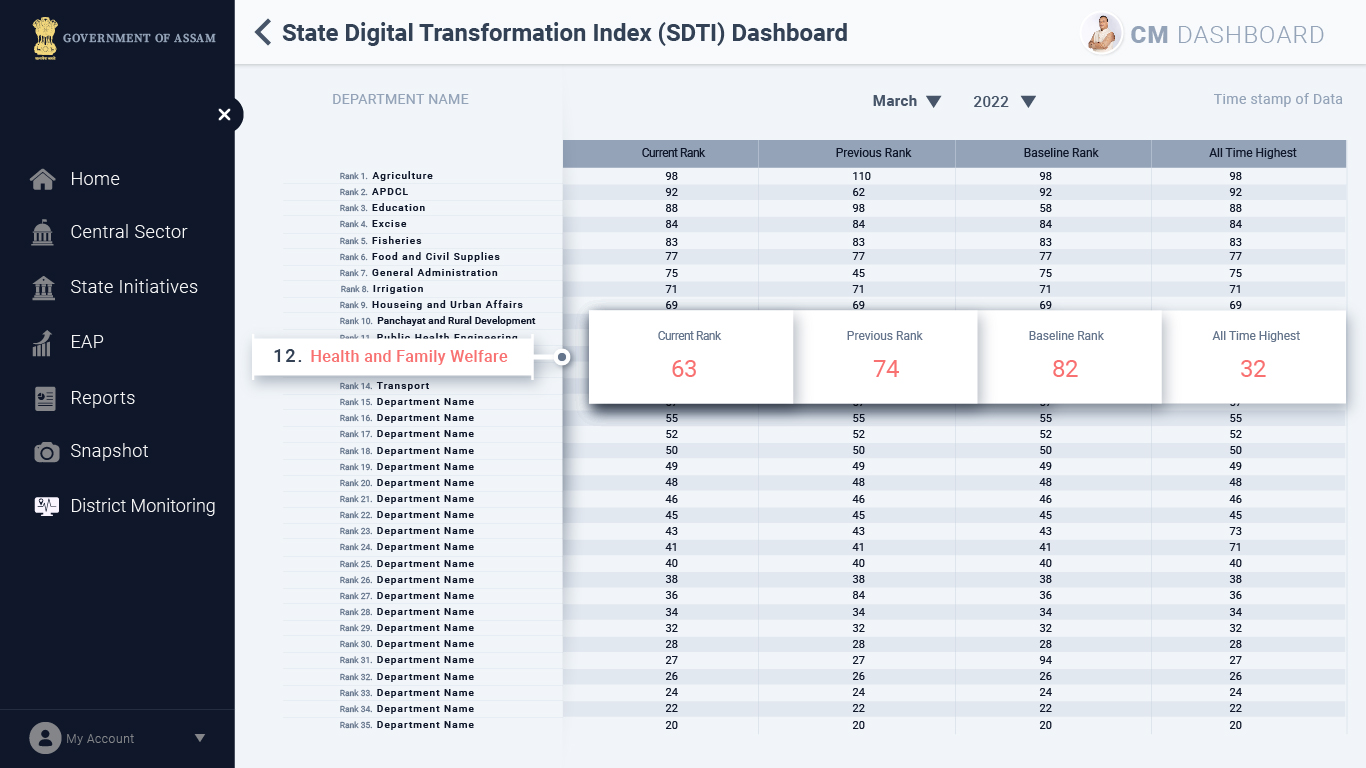 GOVERNMENT OF ASSAM
State Digital Transformation Index (SDTI) Dashboard
CM DASHBOARD
Home
Central Sector
State Initiatives
EAP
Reports
Snapshot
District Monitoring
My Account
DEPARTMENT NAME
March 2022 Time stamp of Data
Current Rank Previous Rank Baseline Rank All Time Highest
Rank 1. Agriculture 98 110 98 98
Rank 2. APDCL 92 62 92 92
Rank 3. Education 88 98 58 88
Rank 4. Excise 84 84 84 84
Rank 5. Fisheries 83 83 83 83
Rank 6. Food and Civil Supplies 77 77 77 77
Rank 7. General Administration 75 45 75 75
Rank 8. Irrigation 71 71 71 71
Rank 9. Houseing and Urban Affairs 69 69 69 69
Rank 10. Panchayat and Rural Development
Rank 11. Public Health Engineering
12. Health and Family Welfare
Current Rank Previous Rank Baseline Rank All Time Highest
63 74 82 32
Rank 14. Transport
Rank 15. Department Name
Rank 16. Department Name 55 55 55 55
Rank 17. Department Name 52 52 52 52
Rank 18. Department Name 50 50 50 50
Rank 19. Department Name 49 49 49 49
Rank 20. Department Name 48 48 48 48
Rank 21. Department Name 46 46 46 46
Rank 22. Department Name 45 45 45 45
Rank 23. Department Name 43 43 43 73
Rank 24. Department Name 41 41 41 71
Rank 25. Department Name 40 40 40 40
Rank 26. Department Name 38 38 38 38
Rank 27. Department Name 36 84 36 36
Rank 28. Department Name 34 34 34 34
Rank 29. Department Name 32 32 32 32
Rank 30. Department Name 28 28 28 28
Rank 31. Department Name 27 27 94 27
Rank 32. Department Name 26 26 26 26
Rank 33. Department Name 24 24 24 24
Rank 34. Department Name 22 22 22 22
Rank 35. Department Name 20 20 20 20